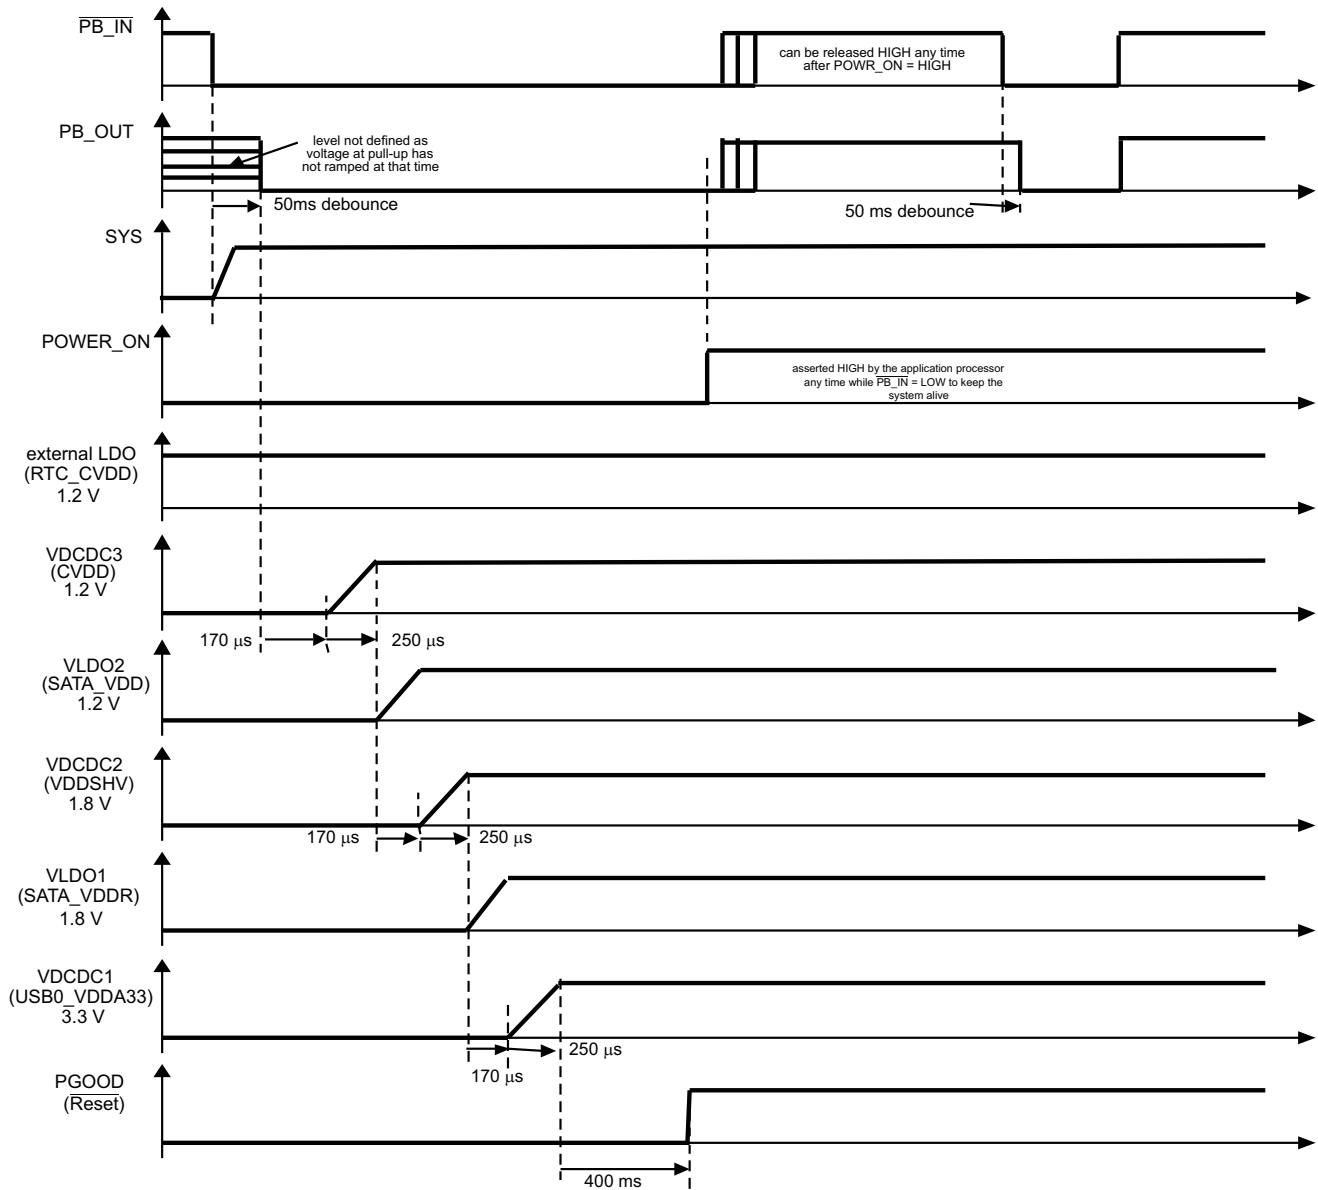 PB_IN
can be released HIGH any time
after POWR_ON = HIGH
PB_OUT
level not defined as
voltage at pull-up has
not ramped at that time
50ms debounce
50 ms debounce
SYS
POWER_ON
asserted HIGH by the application processor
any time while PB_IN = LOW to keep the
system alive
external LDO
(RTC_CVDD)
1.2 V
VDCDC3
(CVDD)
1.2 V
170 μs
250 μs
VLDO2
(SATA_VDD)
1.2 V
VDCDC2
(VDDSHV)
1.8 V
170 μs
250 μs
VLDO1
(SATA_VDDR)
1.8 V
VDCDC1
(USB0_VDDA33)
3.3 V
250 μs
170 μs
PGOOD
(Reset)
400 ms